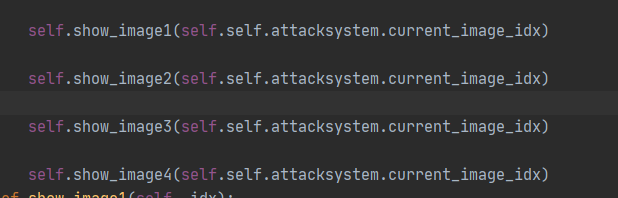 self.show_image1(self.self.attacksystem.current_image_idx)
self.show_image2(self.self.attacksystem.current_image_idx)
self.show_image3(self.self.attacksystem.current_image_idx)
self.show_image4(self.self.attacksystem.current_image_idx)
ef show_image1(self, idx):